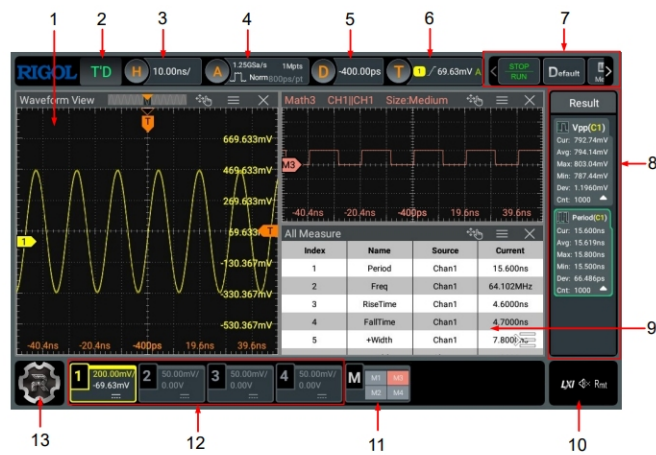 1 2 3 4 5 6 7
RIGOL T'D H 10.00ns/ A 1.25GSa/s 1Mpts Norm 800ps/pt D -400.00ps T 1 69.63mV A STOP RUN Default
Waveform View
Math3 CH1||CH1 Size:Medium
Result
T
669.633mV
469.633mV
269.633mV
69.633mV T
1
-130.367mV
-330.367mV
-530.367mV
-40.4ns -20.4ns -400ps 19.6ns 39.6ns
M3
-40.4ns -20.4ns -400ps 19.6ns 39.6ns
All Measure
Index Name Source Current
1 Period Chan1 15.600ns
2 Freq Chan1 64.102MHz
3 RiseTime Chan1 4.6000ns
4 FallTime Chan1 4.7000ns
5 +Width Chan1 7.800
Vpp(C1)
Cur: 792.74mV
Avg: 794.14mV
Max: 803.04mV
Min: 787.44mV
Dev: 1.1960mV
Cnt: 1000
Period(C1)
Cur: 15.600ns
Avg: 15.619ns
Max: 15.800ns
Min: 15.500ns
Dev: 66.486ps
Cnt: 1000
8
9
1 200.00mV/ -69.63mV
2 50.00mV/ 0.00V
3 50.00mV/ 0.00V
4 50.00mV/ 0.00V
M M1 M3 M2 M4
LXI Rmt
13 12 11 10